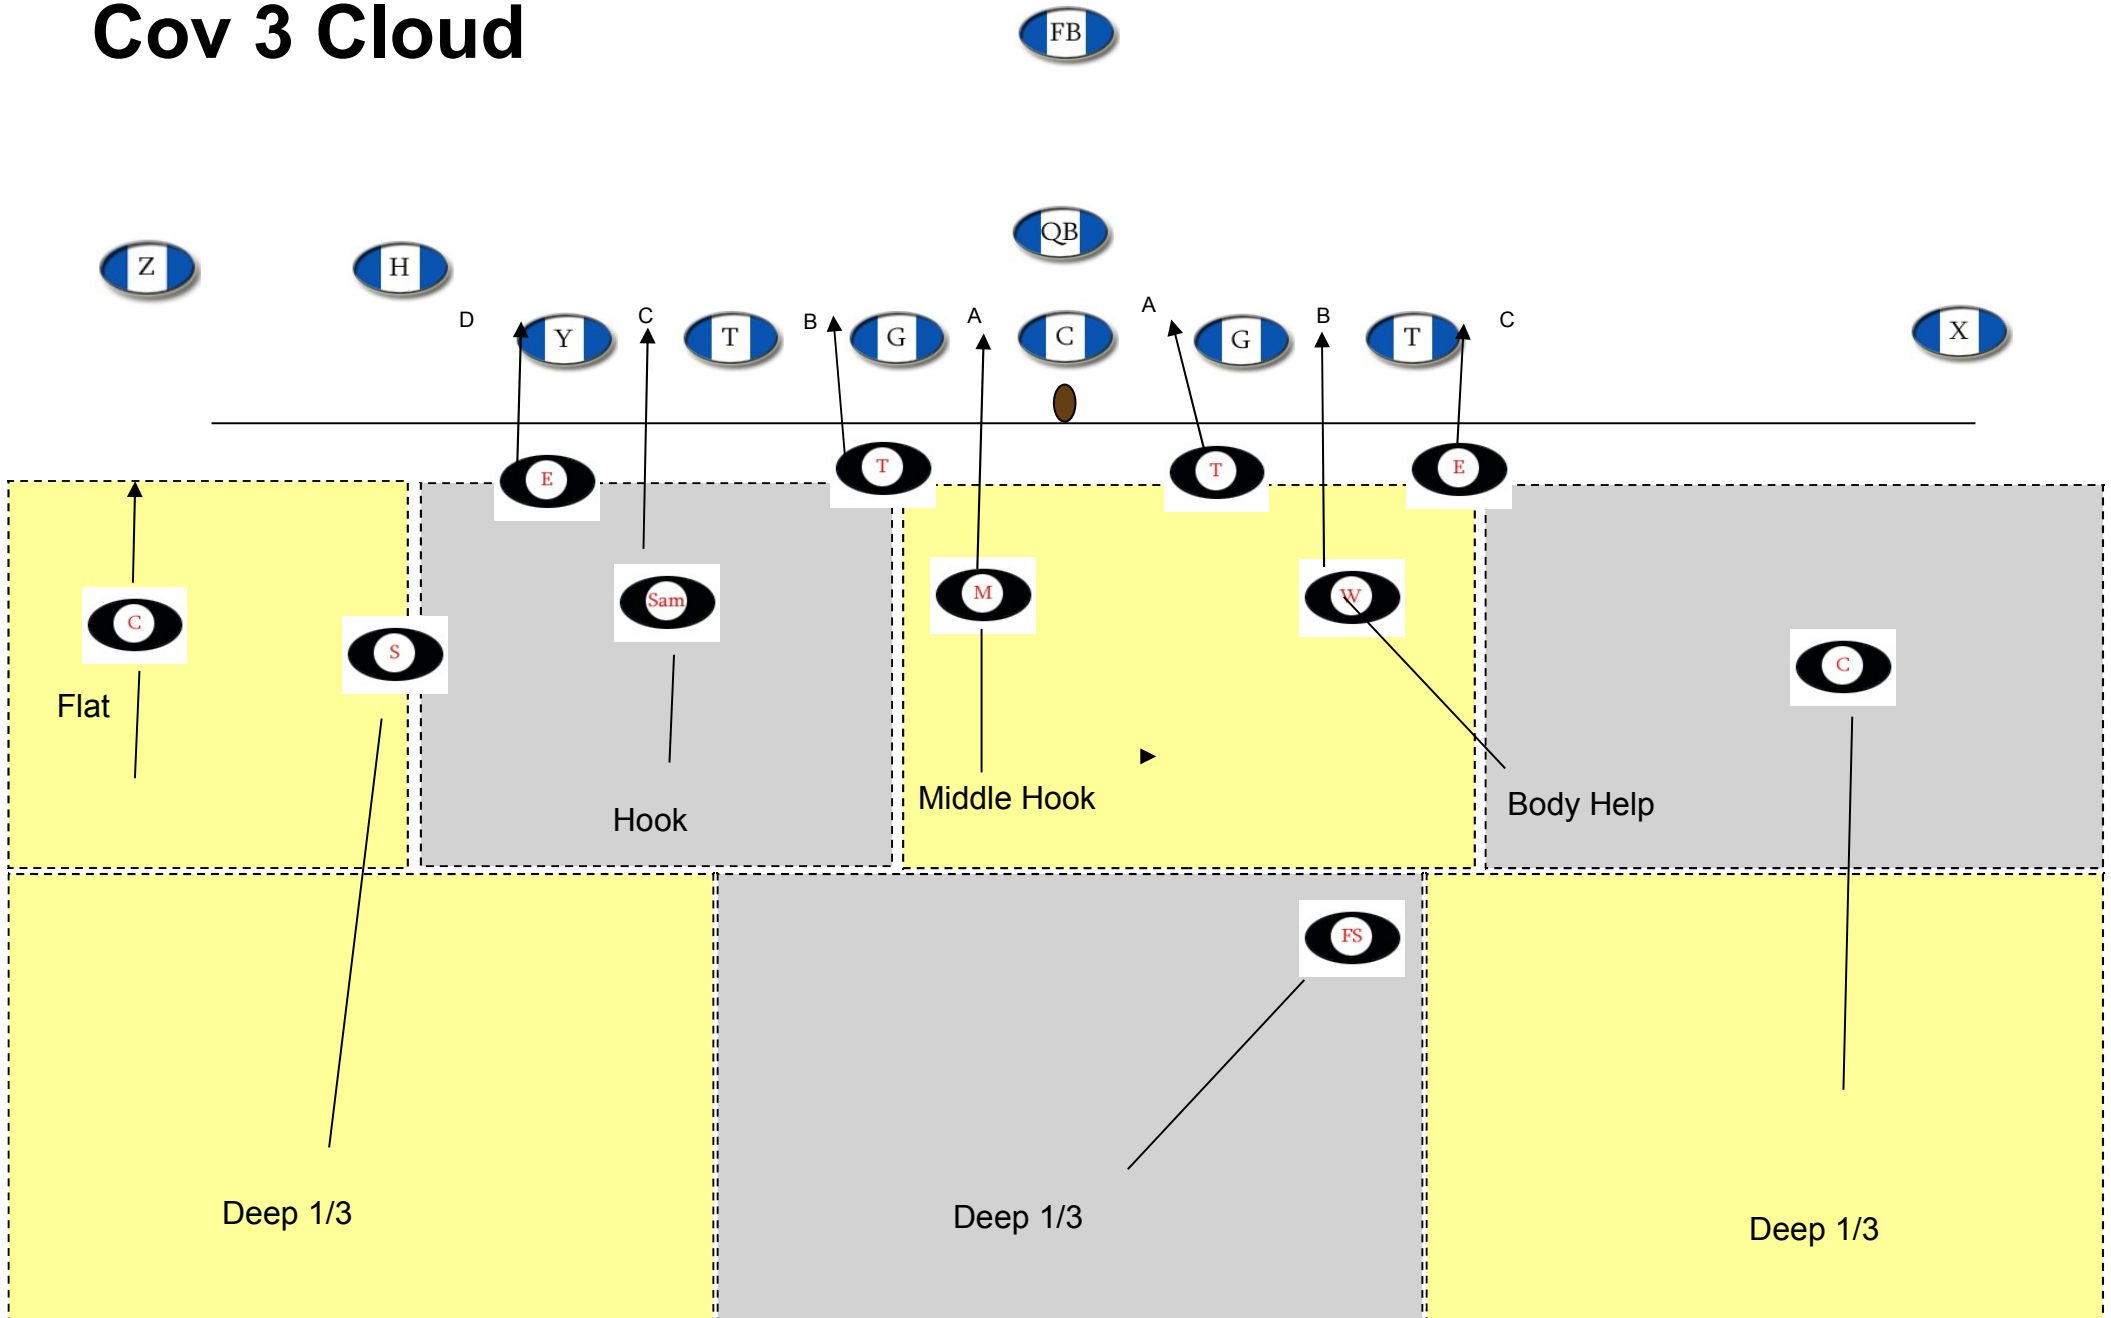 Cov 3 Cloud
FB
QB
Z
H
D
Y
C
T
B
G
A
C
A
G
B
T
C
X
E
T
T
E
C
S
Sam
M
W
C
Flat
Hook
Middle Hook
Body Help
FS
Deep 1/3
Deep 1/3
Deep 1/3